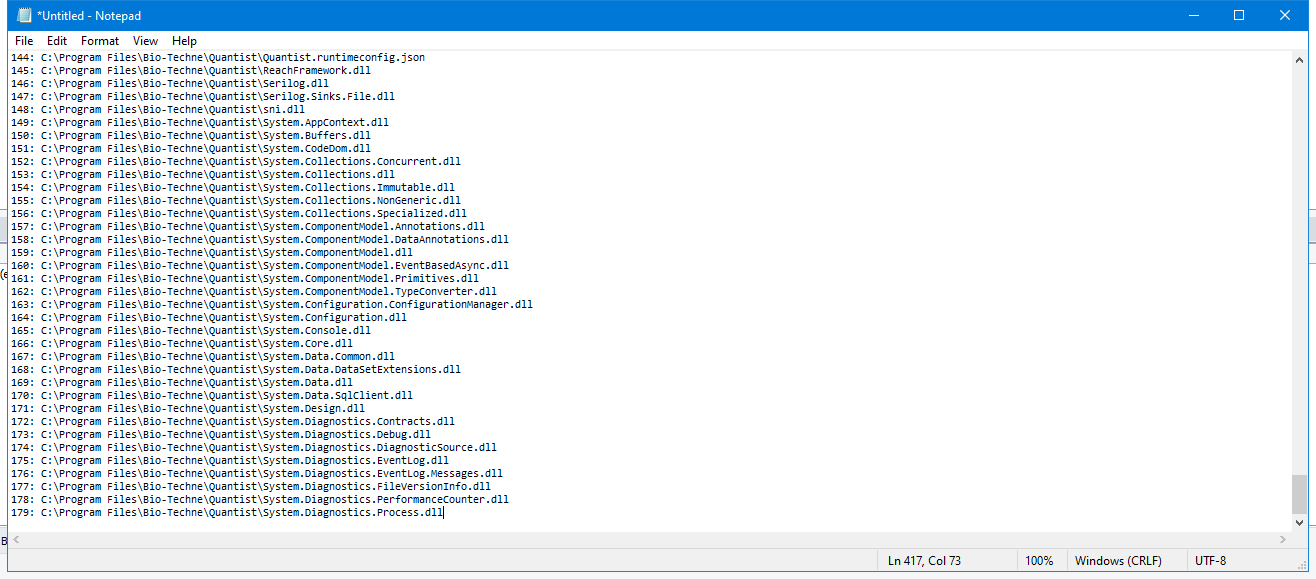 *Untitled - Notepad
File Edit Format View Help
144: C:\Program Files\Bio-Techne\Quantist\Quantist.runtimeconfig.json
145: C:\Program Files\Bio-Techne\Quantist\ReachFramework.dll
146: C:\Program Files\Bio-Techne\Quantist\Serilog.dll
147: C:\Program Files\Bio-Techne\Quantist\Serilog.Sinks.File.dll
148: C:\Program Files\Bio-Techne\Quantist\sni.dll
149: C:\Program Files\Bio-Techne\Quantist\System.AppContext.dll
150: C:\Program Files\Bio-Techne\Quantist\System.Buffers.dll
151: C:\Program Files\Bio-Techne\Quantist\System.CodeDom.dll
152: C:\Program Files\Bio-Techne\Quantist\System.Collections.Concurrent.dll
153: C:\Program Files\Bio-Techne\Quantist\System.Collections.dll
154: C:\Program Files\Bio-Techne\Quantist\System.Collections.Immutable.dll
155: C:\Program Files\Bio-Techne\Quantist\System.Collections.NonGeneric.dll
156: C:\Program Files\Bio-Techne\Quantist\System.Collections.Specialized.dll
157: C:\Program Files\Bio-Techne\Quantist\System.ComponentModel.Annotations.dll
158: C:\Program Files\Bio-Techne\Quantist\System.ComponentModel.DataAnnotations.dll
159: C:\Program Files\Bio-Techne\Quantist\System.ComponentModel.dll
160: C:\Program Files\Bio-Techne\Quantist\System.ComponentModel.EventBasedAsync.dll
161: C:\Program Files\Bio-Techne\Quantist\System.ComponentModel.Primitives.dll
162: C:\Program Files\Bio-Techne\Quantist\System.ComponentModel.TypeConverter.dll
163: C:\Program Files\Bio-Techne\Quantist\System.Configuration.ConfigurationManager.dll
164: C:\Program Files\Bio-Techne\Quantist\System.Configuration.dll
165: C:\Program Files\Bio-Techne\Quantist\System.Console.dll
166: C:\Program Files\Bio-Techne\Quantist\System.Core.dll
167: C:\Program Files\Bio-Techne\Quantist\System.Data.Common.dll
168: C:\Program Files\Bio-Techne\Quantist\System.Data.DataSetExtensions.dll
169: C:\Program Files\Bio-Techne\Quantist\System.Data.dll
170: C:\Program Files\Bio-Techne\Quantist\System.Data.SqlClient.dll
171: C:\Program Files\Bio-Techne\Quantist\System.Design.dll
172: C:\Program Files\Bio-Techne\Quantist\System.Diagnostics.Contracts.dll
173: C:\Program Files\Bio-Techne\Quantist\System.Diagnostics.Debug.dll
174: C:\Program Files\Bio-Techne\Quantist\System.Diagnostics.DiagnosticSource.dll
175: C:\Program Files\Bio-Techne\Quantist\System.Diagnostics.EventLog.dll
176: C:\Program Files\Bio-Techne\Quantist\System.Diagnostics.EventLog.Messages.dll
177: C:\Program Files\Bio-Techne\Quantist\System.Diagnostics.FileVersionInfo.dll
178: C:\Program Files\Bio-Techne\Quantist\System.Diagnostics.PerformanceCounter.dll
179: C:\Program Files\Bio-Techne\Quantist\System.Diagnostics.Process.dll
Ln 417, Col 73 100% Windows (CRLF) UTF-8